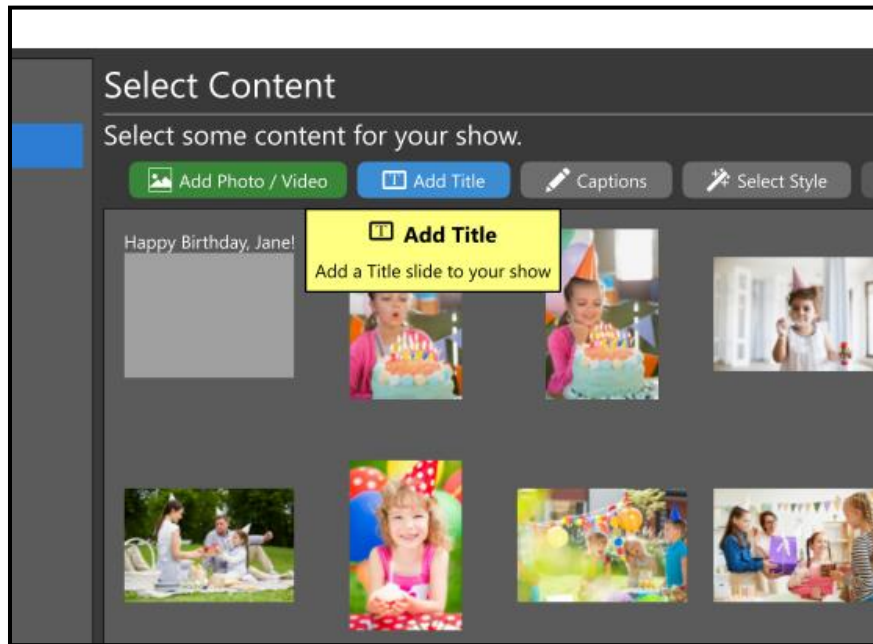 Select Content
Select some content for your show.
Add Photo / Video
Add Title
Captions
Select Style
Happy Birthday, Jane!
Add Title
Add a Title slide to your show